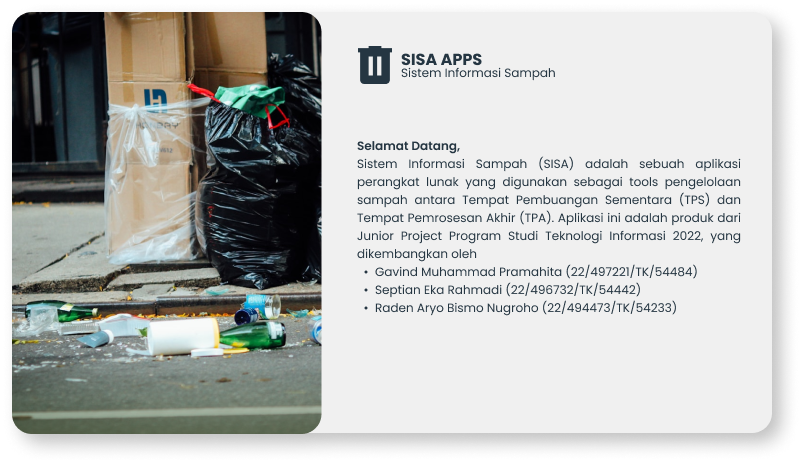 SISA APPS
Sistem Informasi Sampah
Selamat Datang,
Sistem Informasi Sampah (SISA) adalah sebuah aplikasi
perangkat lunak yang digunakan sebagai tools pengelolaan
sampah antara Tempat Pembuangan Sementara (TPS) dan
Tempat Pemrosesan Akhir (TPA). Aplikasi ini adalah produk dari
Junior Project Program Studi Teknologi Informasi 2022, yang
dikembangkan oleh
• Gavind Muhammad Pramahita (22/497221/TK/54484)
• Septian Eka Rahmadi (22/496732/TK/54442)
• Raden Aryo Bismo Nugroho (22/494473/TK/54233)